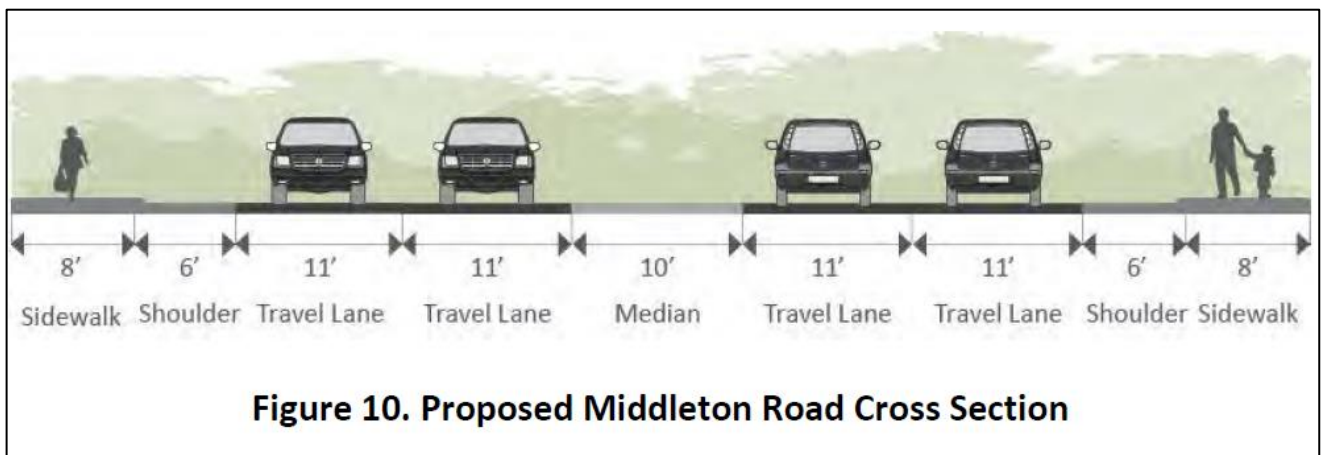 8’ 6’ 11’ 11’ 10’ 11’ 11’ 6’ 8’
Sidewalk Shoulder Travel Lane Travel Lane Median Travel Lane Travel Lane Shoulder Sidewalk
Figure 10. Proposed Middleton Road Cross Section